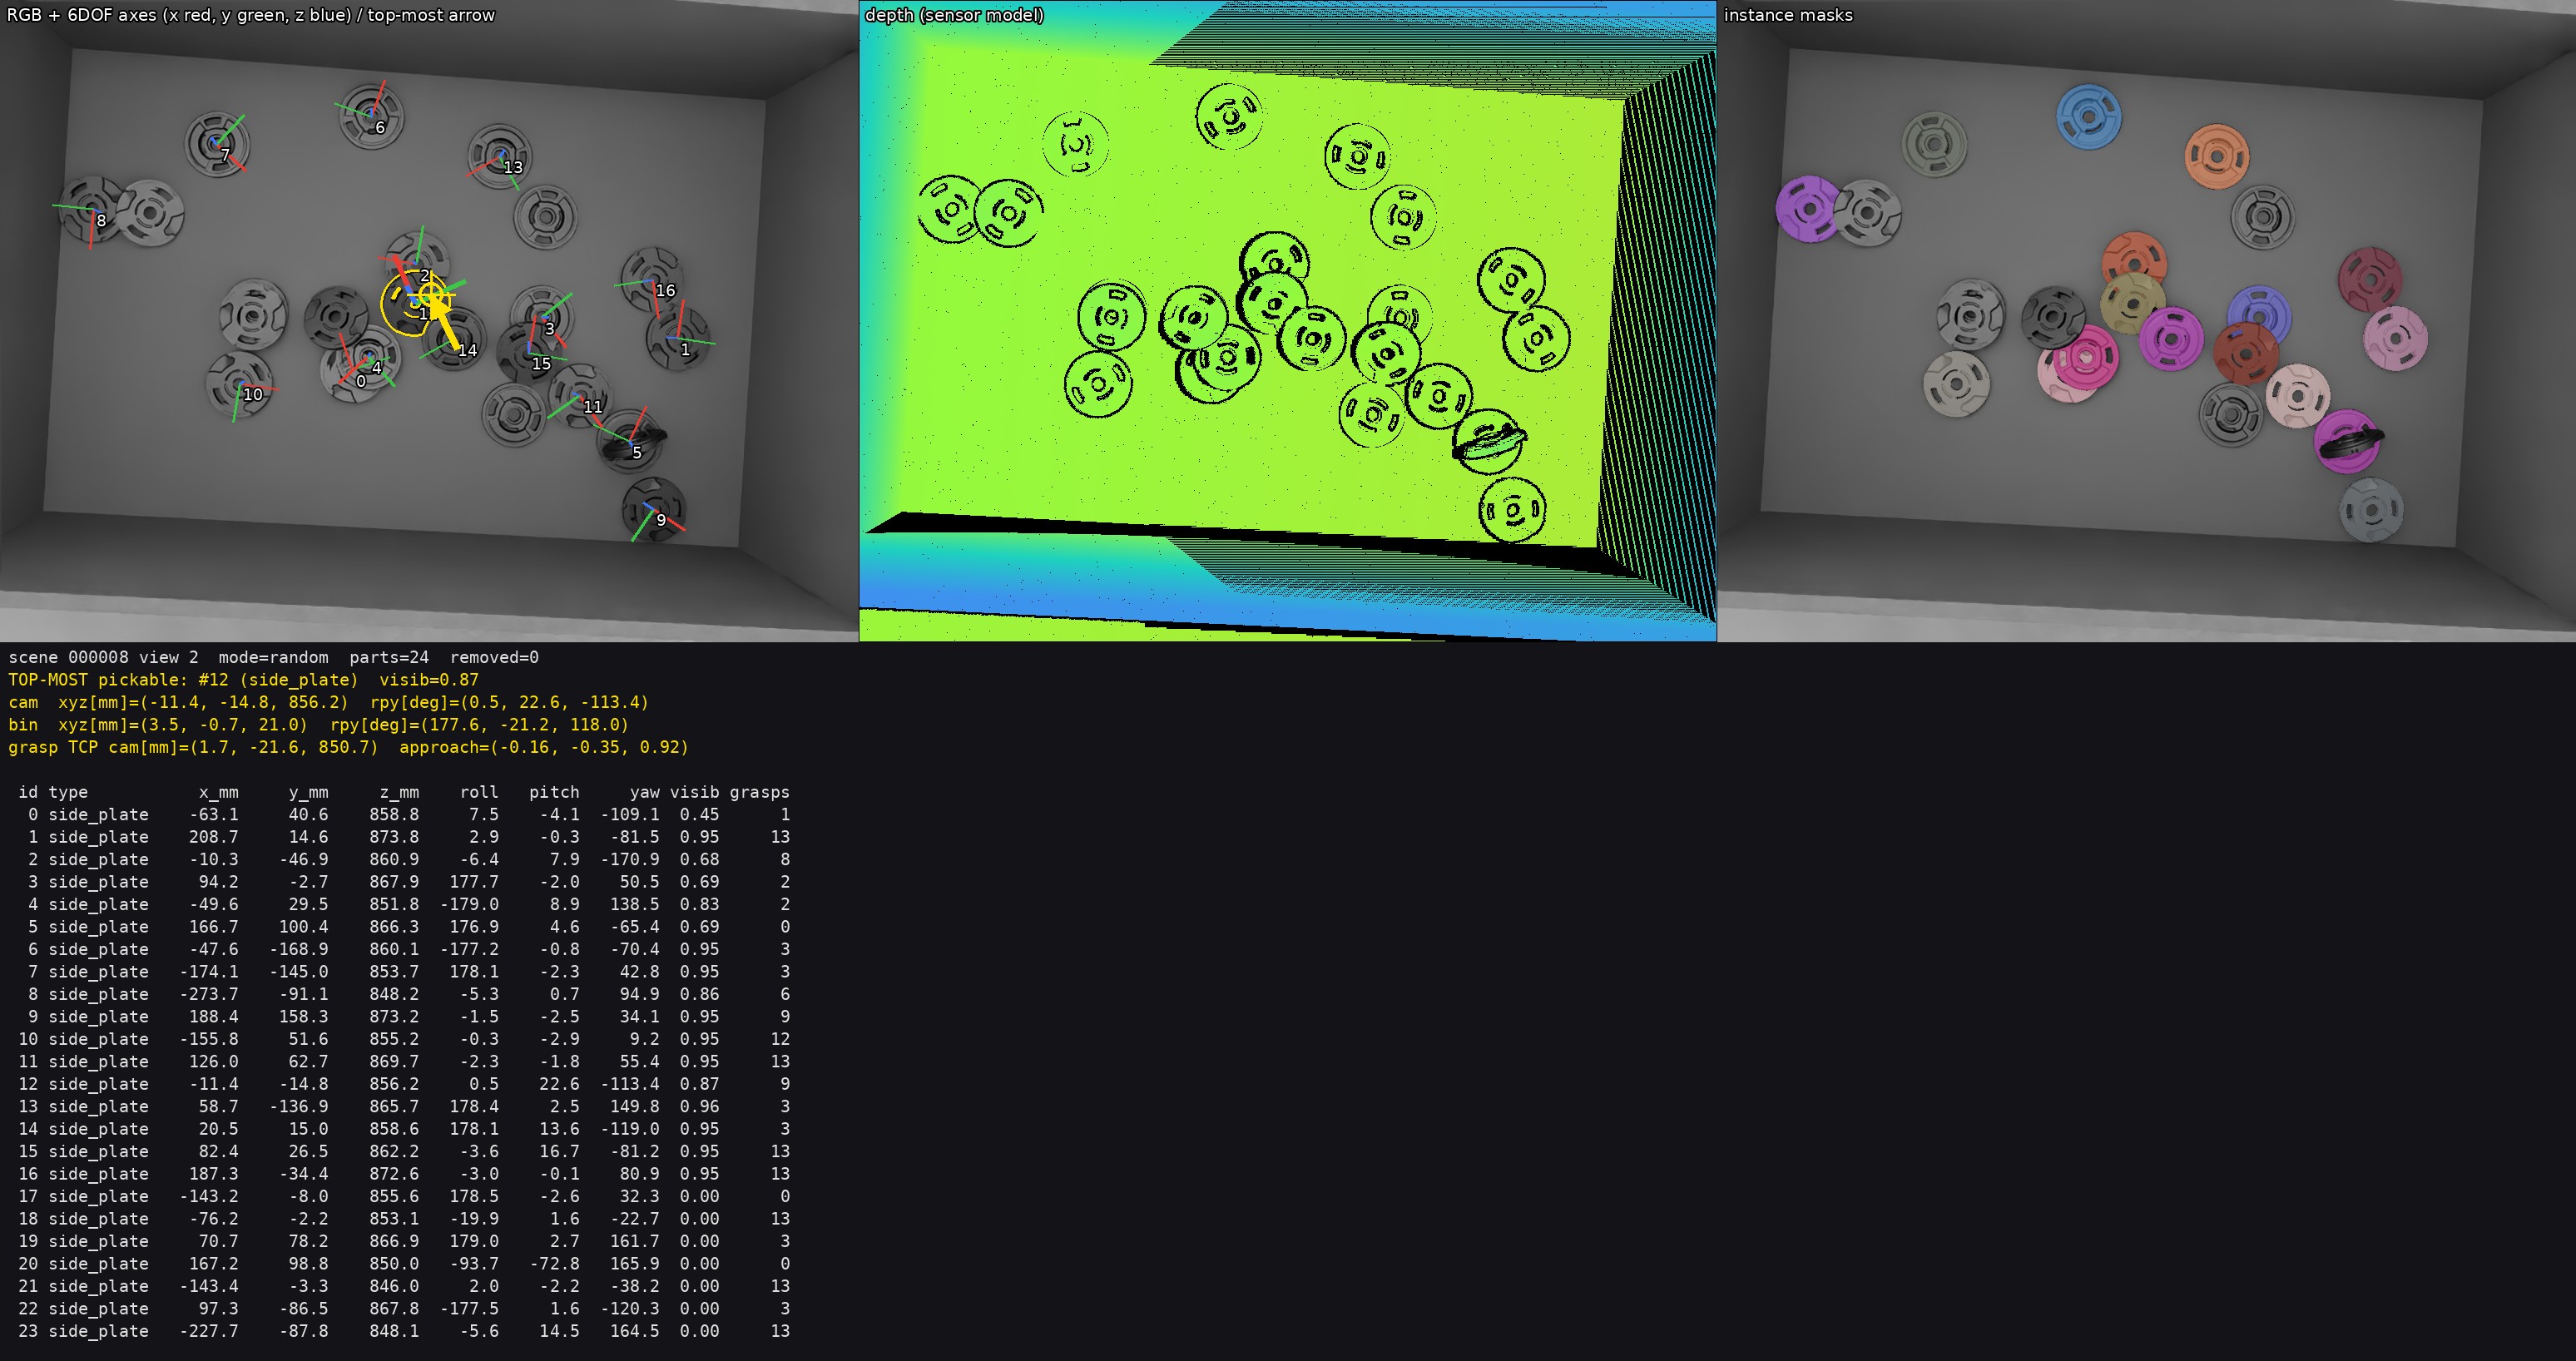 RGB + 6DOF axes (x red, y green, z blue) / top-most arrow
depth (sensor model)
instance masks
6
7
13
8
2
16
1
3
14
15
1
4
0
10
11
5
9
scene 000008 view 2 mode=random parts=24 removed=0
TOP-MOST pickable: #12 (side_plate) visib=0.87
cam xyz[mm]=(-11.4, -14.8, 856.2) rpy[deg]=(0.5, 22.6, -113.4)
bin xyz[mm]=(3.5, -0.7, 21.0) rpy[deg]=(177.6, -21.2, 118.0)
grasp TCP cam[mm]=(1.7, -21.6, 850.7) approach=(-0.16, -0.35, 0.92)
id type x_mm y_mm z_mm roll pitch yaw visib grasps
0 side_plate -63.1 40.6 858.8 7.5 -4.1 -109.1 0.45 1
1 side_plate 208.7 14.6 873.8 2.9 -0.3 -81.5 0.95 13
2 side_plate -10.3 -46.9 860.9 -6.4 7.9 -170.9 0.68 8
3 side_plate 94.2 -2.7 867.9 177.7 -2.0 50.5 0.69 2
4 side_plate -49.6 29.5 851.8 -179.0 8.9 138.5 0.83 2
5 side_plate 166.7 100.4 866.3 176.9 4.6 -65.4 0.69 0
6 side_plate -47.6 -168.9 860.1 -177.2 -0.8 -70.4 0.95 3
7 side_plate -174.1 -145.0 853.7 178.1 -2.3 42.8 0.95 3
8 side_plate -273.7 -91.1 848.2 -5.3 0.7 94.9 0.86 6
9 side_plate 188.4 158.3 873.2 -1.5 -2.5 34.1 0.95 9
10 side_plate -155.8 51.6 855.2 -0.3 -2.9 9.2 0.95 12
11 side_plate 126.0 62.7 869.7 -2.3 -1.8 55.4 0.95 13
12 side_plate -11.4 -14.8 856.2 0.5 22.6 -113.4 0.87 9
13 side_plate 58.7 -136.9 865.7 178.4 2.5 149.8 0.96 3
14 side_plate 20.5 15.0 858.6 178.1 13.6 -119.0 0.95 3
15 side_plate 82.4 26.5 862.2 -3.6 16.7 -81.2 0.95 13
16 side_plate 187.3 -34.4 872.6 -3.0 -0.1 80.9 0.95 13
17 side_plate -143.2 -8.0 855.6 178.5 -2.6 32.3 0.00 0
18 side_plate -76.2 -2.2 853.1 -19.9 1.6 -22.7 0.00 13
19 side_plate 70.7 78.2 866.9 179.0 2.7 161.7 0.00 3
20 side_plate 167.2 98.8 850.0 -93.7 -72.8 165.9 0.00 0
21 side_plate -143.4 -3.3 846.0 2.0 -2.2 -38.2 0.00 13
22 side_plate 97.3 -86.5 867.8 -177.5 1.6 -120.3 0.00 3
23 side_plate -227.7 -87.8 848.1 -5.6 14.5 164.5 0.00 13